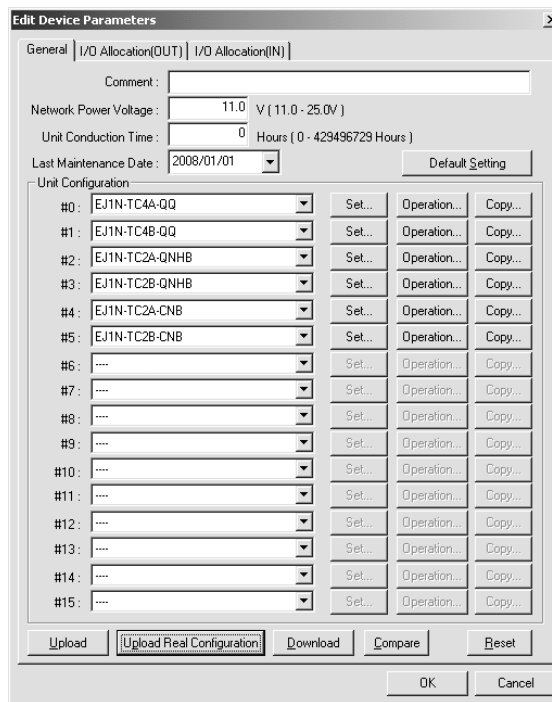 Edit Device Parameters
General I/O Allocation(OUT) I/O Allocation(IN)
Comment :
Network Power Voltage : 11.0 V ( 11.0 - 25.0V )
Unit Conduction Time : 0 Hours ( 0 - 429496729 Hours )
Last Maintenance Date : 2008/01/01 Default Setting
Unit Configuration
#0 : EJ1N-TC4A-QQ Set... Operation... Copy...
#1 : EJ1N-TC4B-QQ Set... Operation... Copy...
#2 : EJ1N-TC2A-QNHB Set... Operation... Copy...
#3 : EJ1N-TC2B-QNHB Set... Operation... Copy...
#4 : EJ1N-TC2A-CNB Set... Operation... Copy...
#5 : EJ1N-TC2B-CNB Set... Operation... Copy...
#6 : ---- Set... Operation... Copy...
#7 : ---- Set... Operation... Copy...
#8 : ---- Set... Operation... Copy...
#9 : ---- Set... Operation... Copy...
#10 : ---- Set... Operation... Copy...
#11 : ---- Set... Operation... Copy...
#12 : ---- Set... Operation... Copy...
#13 : ---- Set... Operation... Copy...
#14 : ---- Set... Operation... Copy...
#15 : ---- Set... Operation... Copy...
Upload Upload Real Configuration Download Compare Reset
OK Cancel